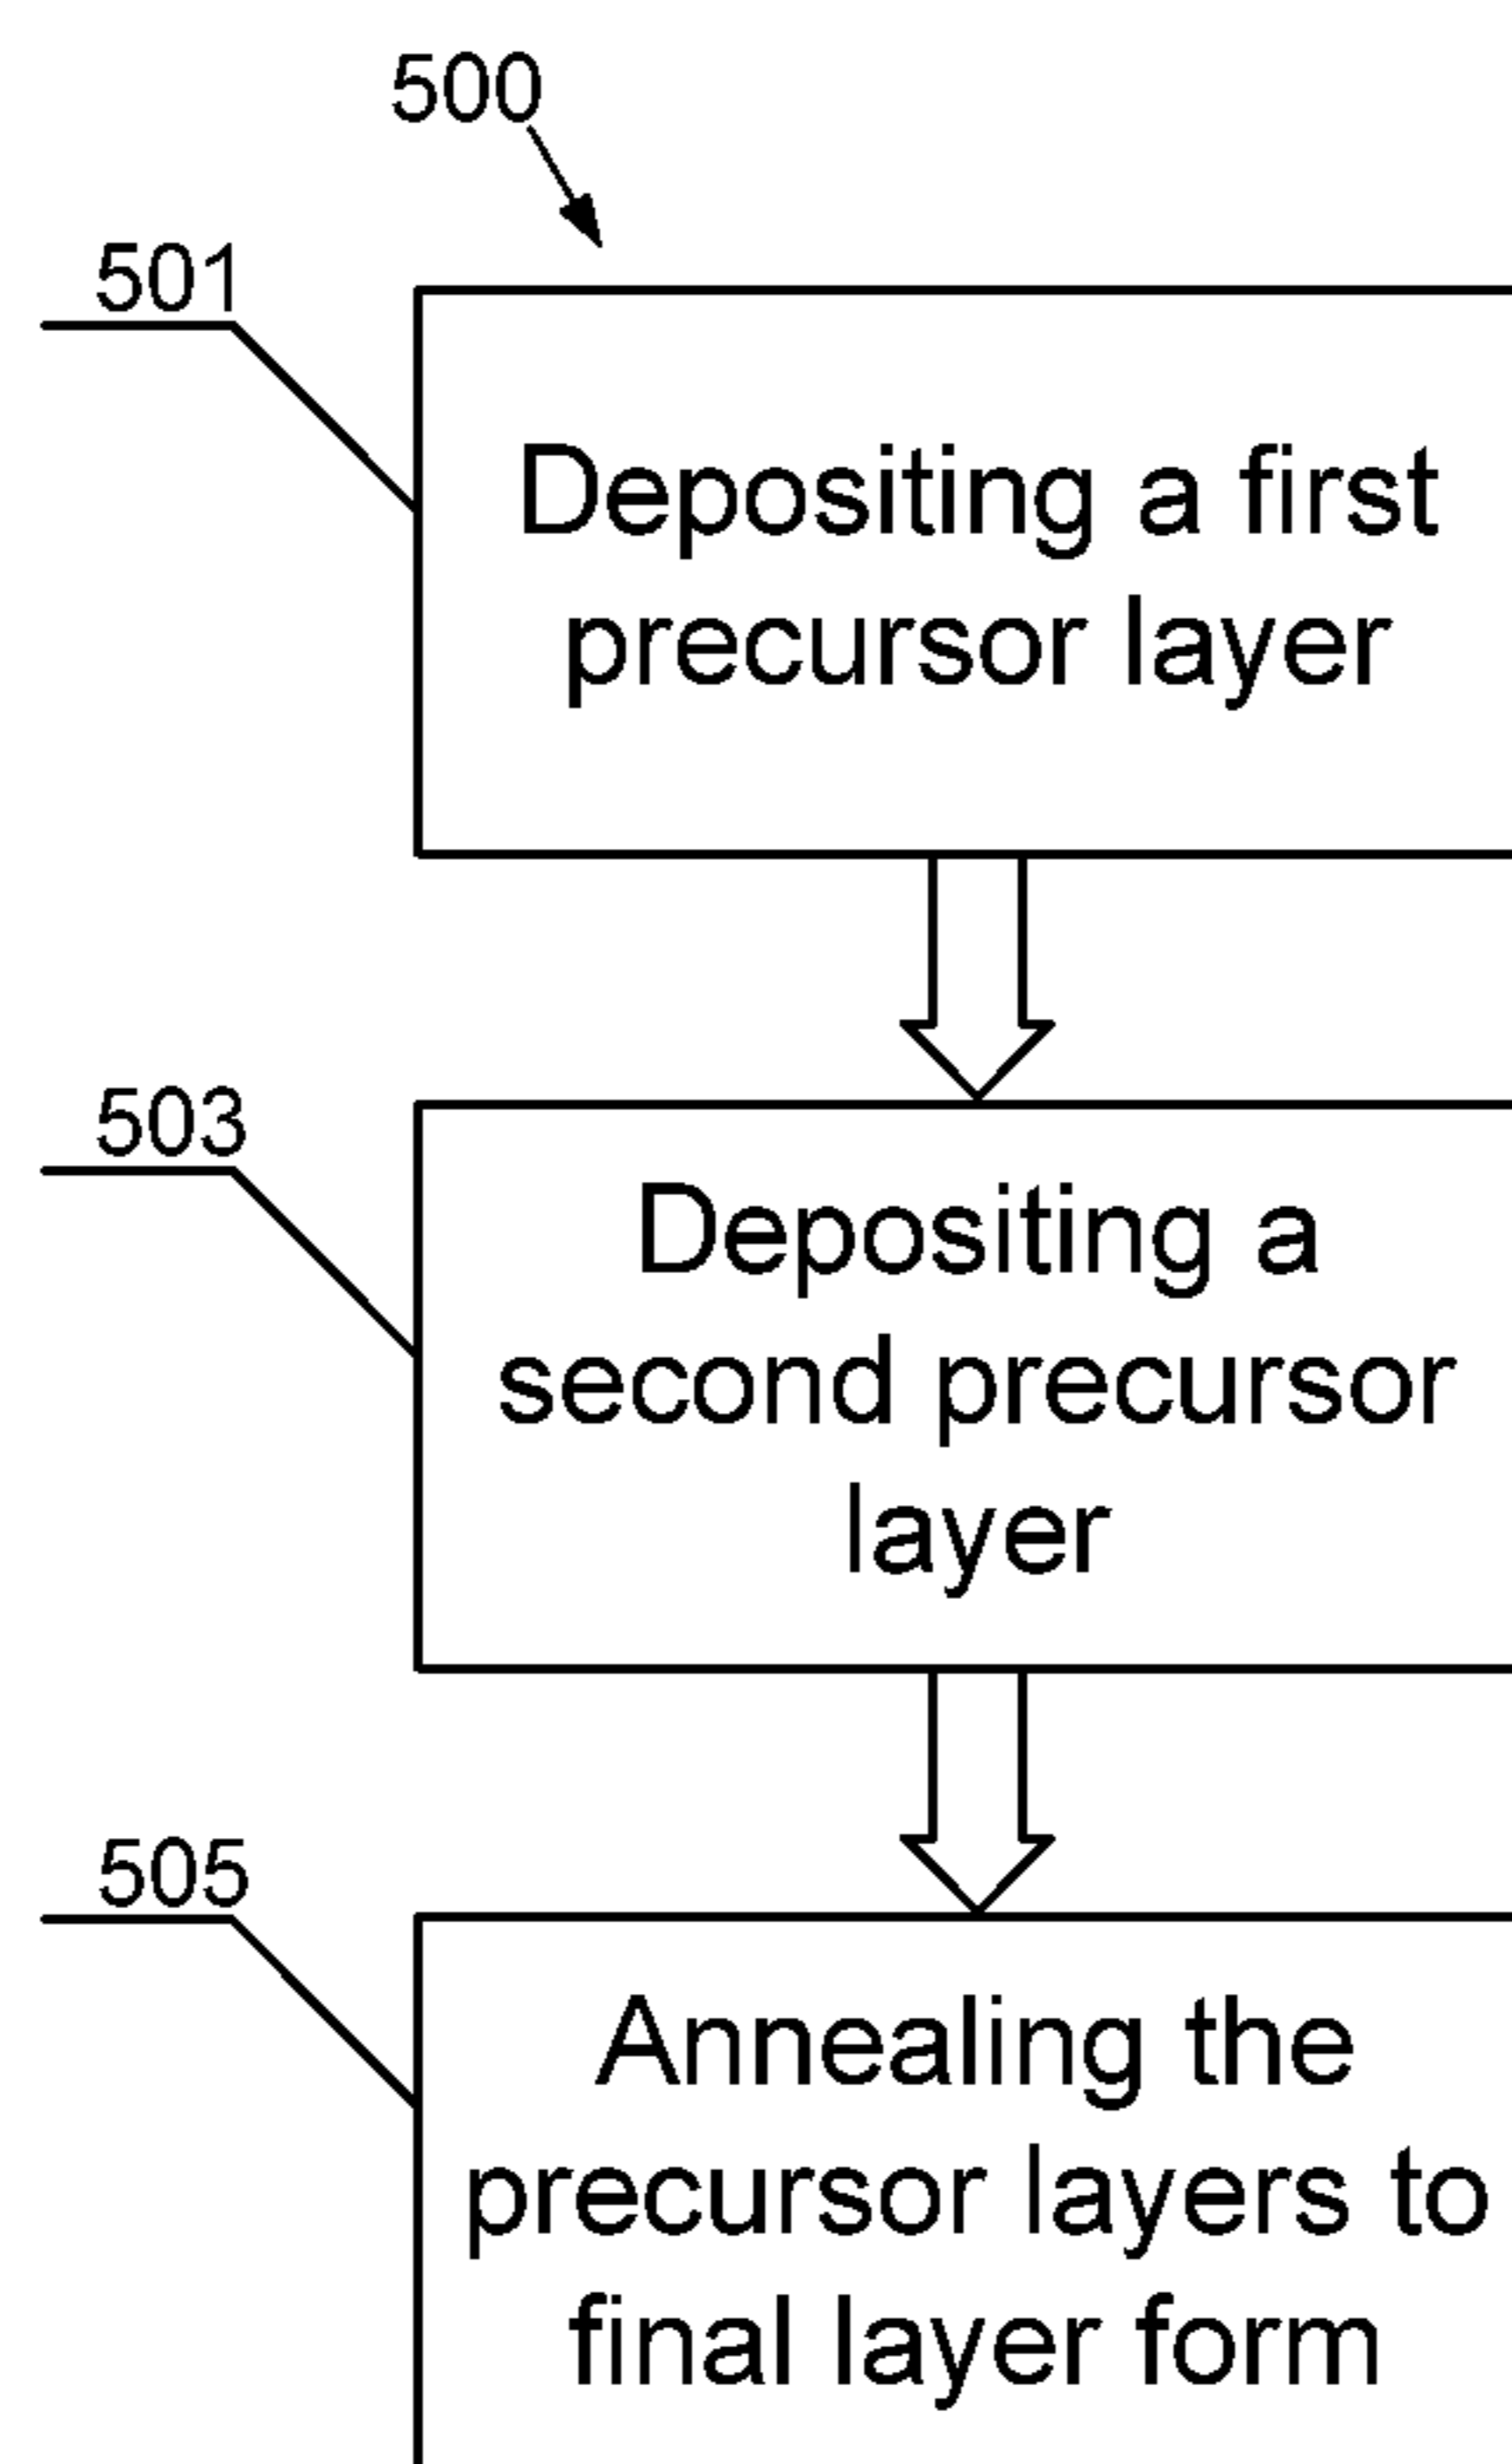 500
501
Depositing a first
precursor layer
503
Depositing a
second precursor
layer
505
Annealing the
precursor layers to
final layer form